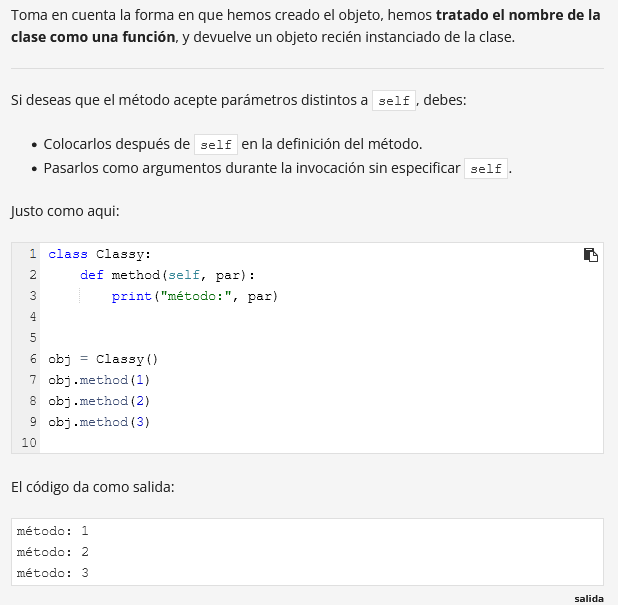 Toma en cuenta la forma en que hemos creado el objeto, hemos tratado el nombre de la
clase como una función, y devuelve un objeto recién instanciado de la clase.
Si deseas que el método acepte parámetros distintos a self, debes:
• Colocarlos después de self en la definición del método.
• Pasarlos como argumentos durante la invocación sin especificar self.
Justo como aqui:
1 class Classy:
2     def method(self, par):
3         print("método:", par)
4
5
6 obj = Classy()
7 obj.method(1)
8 obj.method(2)
9 obj.method(3)
10
El código da como salida:
método: 1
método: 2
método: 3
salida